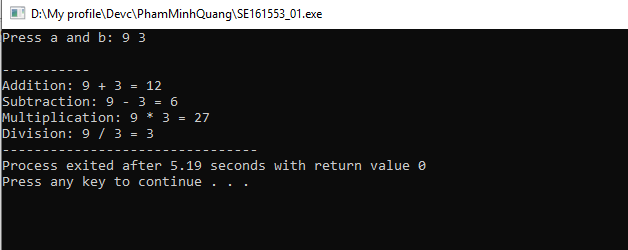 D:\My profile\Devc\PhamMinhQuang\SE161553_01.exe
Press a and b: 9 3
-----------
Addition: 9 + 3 = 12
Subtraction: 9 - 3 = 6
Multiplication: 9 * 3 = 27
Division: 9 / 3 = 3
--------------------------------
Process exited after 5.19 seconds with return value 0
Press any key to continue . . .